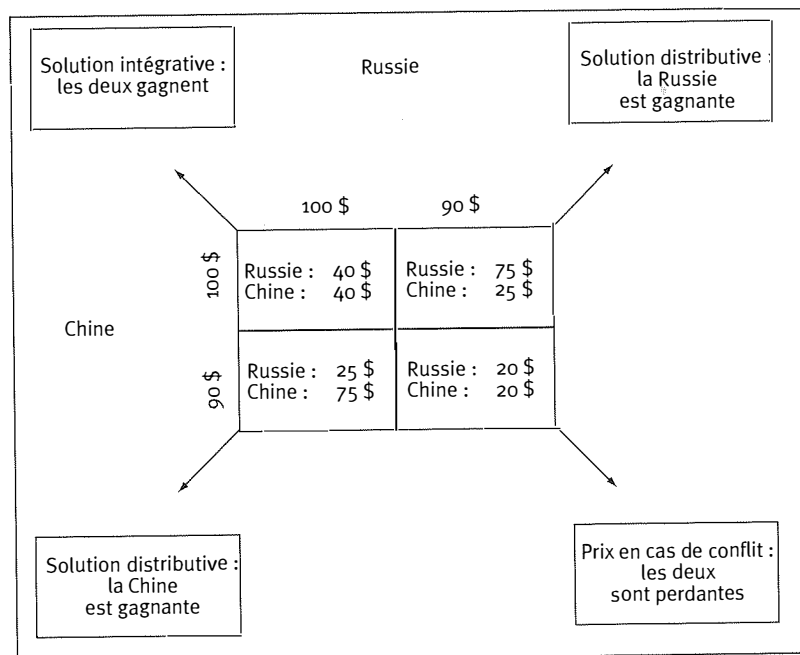 Solution intégrative :
les deux gagnent
Russie
Solution distributive :
la Russie
est gagnante
100 $
90 $
Chine
100 $
Russie : 40 $
Chine : 40 $
Russie : 75 $
Chine : 25 $
90 $
Russie : 25 $
Chine : 75 $
Russie : 20 $
Chine : 20 $
Solution distributive :
la Chine
est gagnante
Prix en cas de conflit :
les deux
sont perdantes